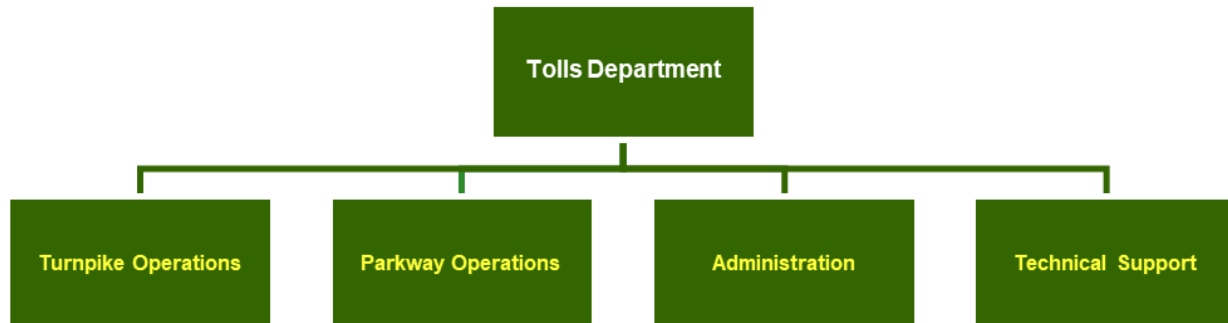 Tolls Department
Turnpike Operations
Parkway Operations
Administration
Technical Support